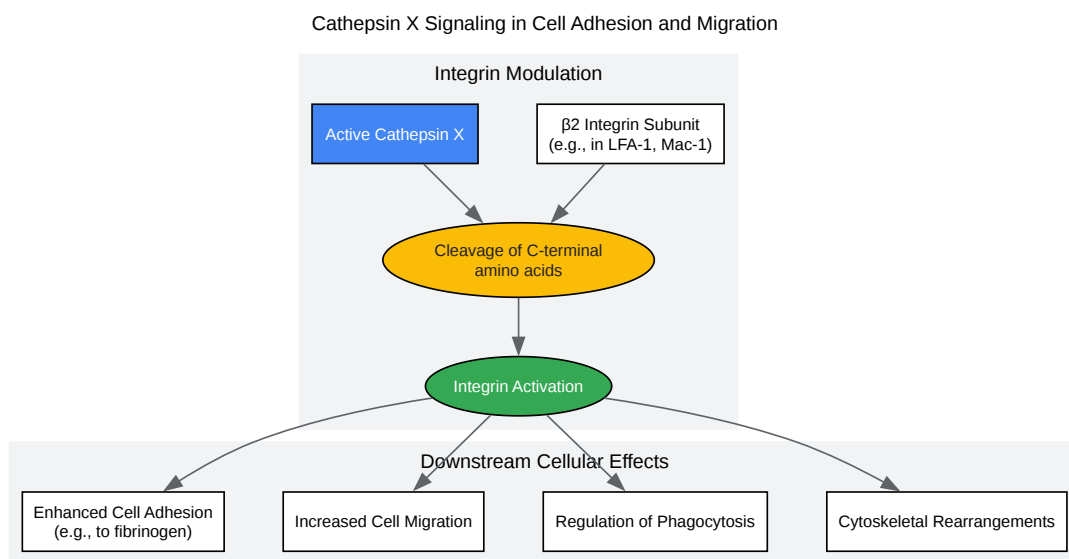 Cathepsin X Signaling in Cell Adhesion and Migration
Integrin Modulation
Active Cathepsin X
β2 Integrin Subunit
(e.g., in LFA-1, Mac-1)
Cleavage of C-terminal
amino acids
Integrin Activation
Downstream Cellular Effects
Enhanced Cell Adhesion
(e.g., to fibrinogen)
Increased Cell Migration
Regulation of Phagocytosis
Cytoskeletal Rearrangements